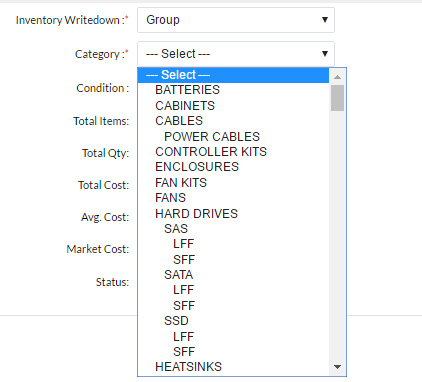 Inventory Writedown :* Group
Category :* --- Select ---
--- Select ---
Condition : BATTERIES
CABINETS
Total Items: CABLES
POWER CABLES
Total Qty: CONTROLLER KITS
ENCLOSURES
Total Cost: FAN KITS
FANS
Avg. Cost: HARD DRIVES
SAS
Market Cost: LFF
SFF
Status: SATA
LFF
SFF
SSD
LFF
SFF
HEATSINKS